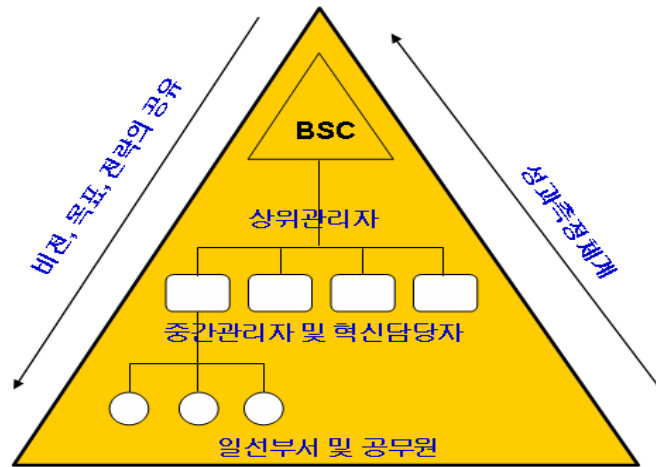 BSC
비전, 목표, 전략의 공유
성과측정체계
상위관리자
중간관리자 및 혁신담당자
일선부서 및 공무원